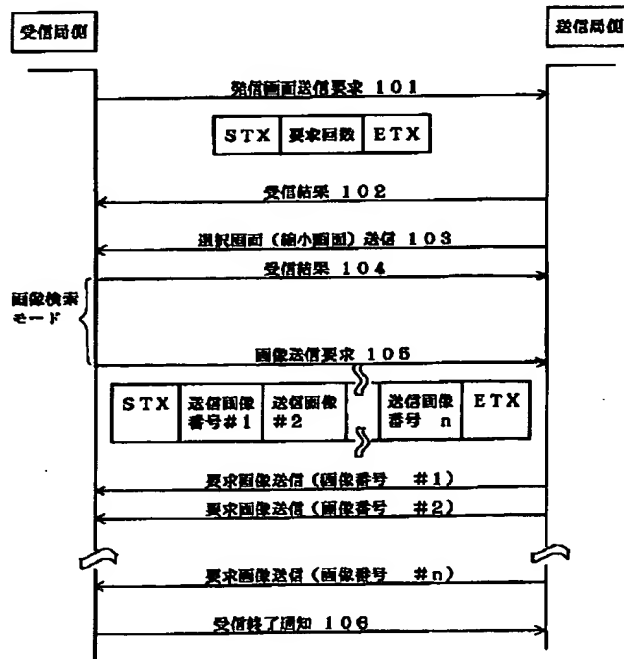 受信局側
送信局側
発信画面送信要求 101
STX 要求回数 ETX
受信結果 102
選択画面（縮小画面）送信 103
受信結果 104
画像検索
モード
画像送信要求 105
STX 送信画像 送信画像 送信画像 ETX
番号#1 #2 番号 n
要求画像送信（画像番号 #1）
要求画像送信（画像番号 #2）
要求画像送信（画像番号 #n）
受信終了通知 106